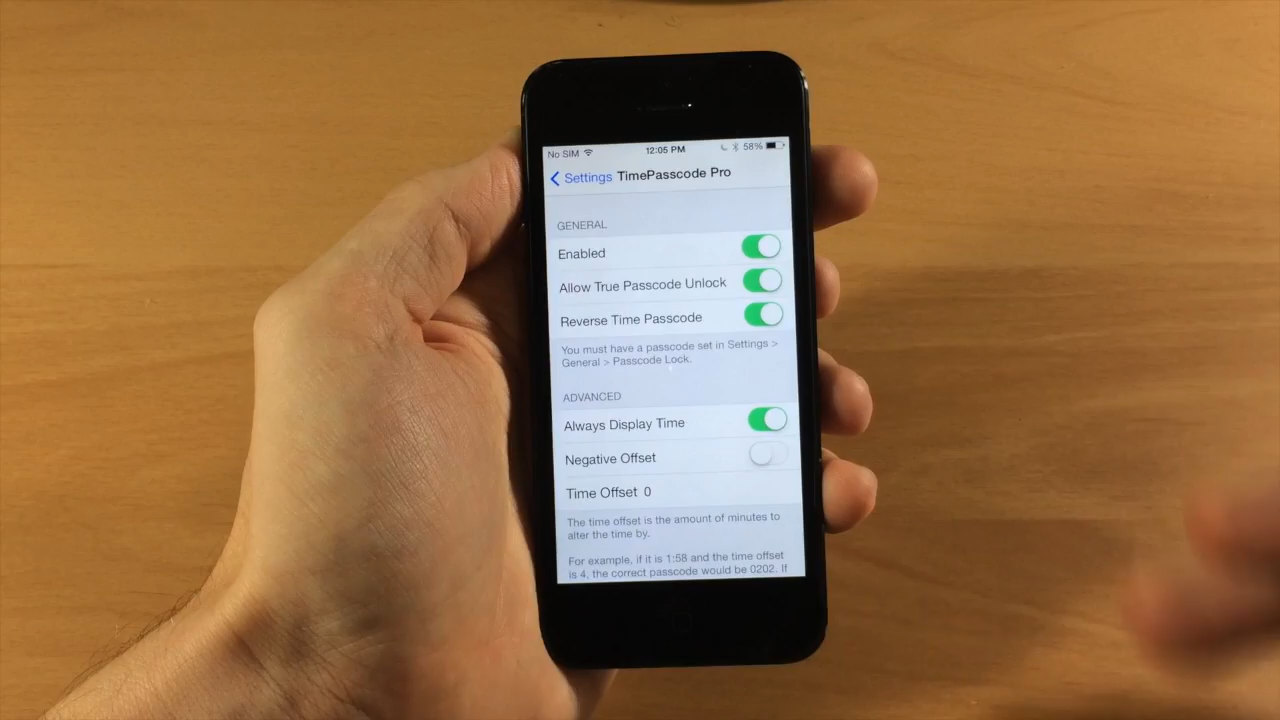 No SIM 12:05 PM 58%
Settings TimePasscode Pro
GENERAL
Enabled
Allow True Passcode Unlock
Reverse Time Passcode
You must have a passcode set in Settings >
General > Passcode Lock.
ADVANCED
Always Display Time
Negative Offset
Time Offset 0
The time offset is the amount of minutes to
alter the time by.
For example, if it is 1:58 and the time offset
is 4, the correct passcode would be 0202. If